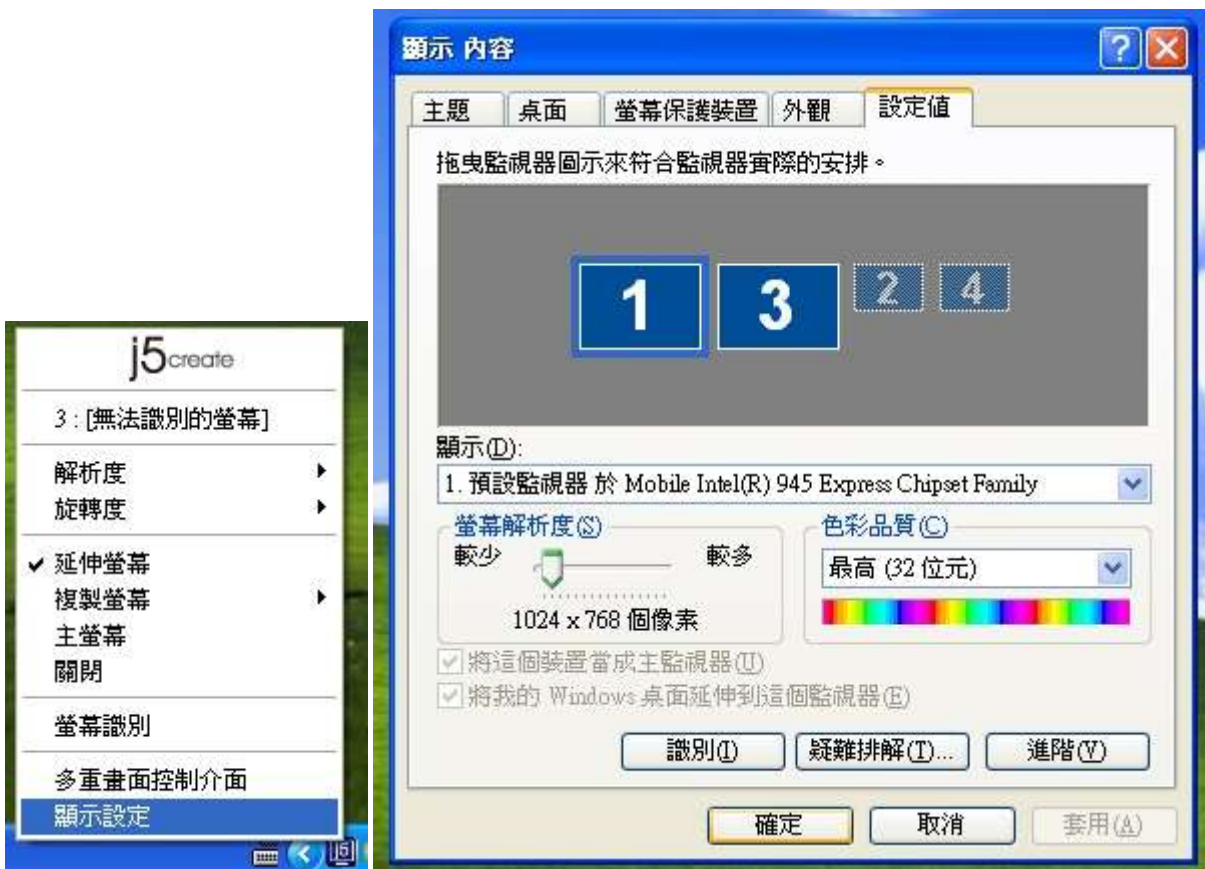 j5create
3 : [無法識別的螢幕]
解析度
旋轉度
延伸螢幕
複製螢幕
主螢幕
關閉
螢幕識別
多重畫面控制介面
顯示設定
j5
顯示 內容
主題 桌面 螢幕保護裝置 外觀 設定值
拖曳監視器圖示來符合監視器實際的安排。
1 3 2 4
顯示(D):
1. 預設監視器 於 Mobile Intel(R) 945 Express Chipset Family
螢幕解析度(S) 色彩品質(C)
較少 較多 最高 (32 位元)
1024 x 768 個像素
將這個裝置當成主監視器(U)
將我的 Windows 桌面延伸到這個監視器(E)
識別(I) 疑難排解(T)... 進階(V)
確定 取消 套用(A)